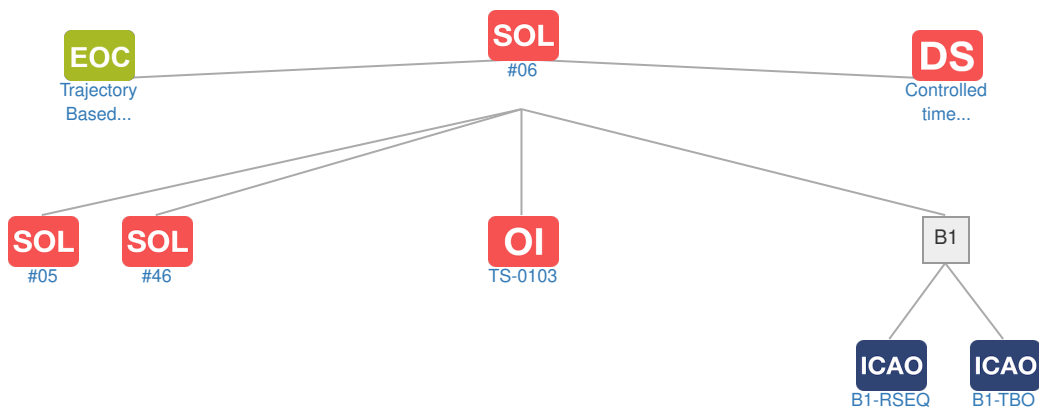 EOC
Trajectory
Based...
SOL
#06
DS
Controlled
time...
SOL
#05
SOL
#46
OI
TS-0103
B1
ICAO
B1-RSEQ
ICAO
B1-TBO